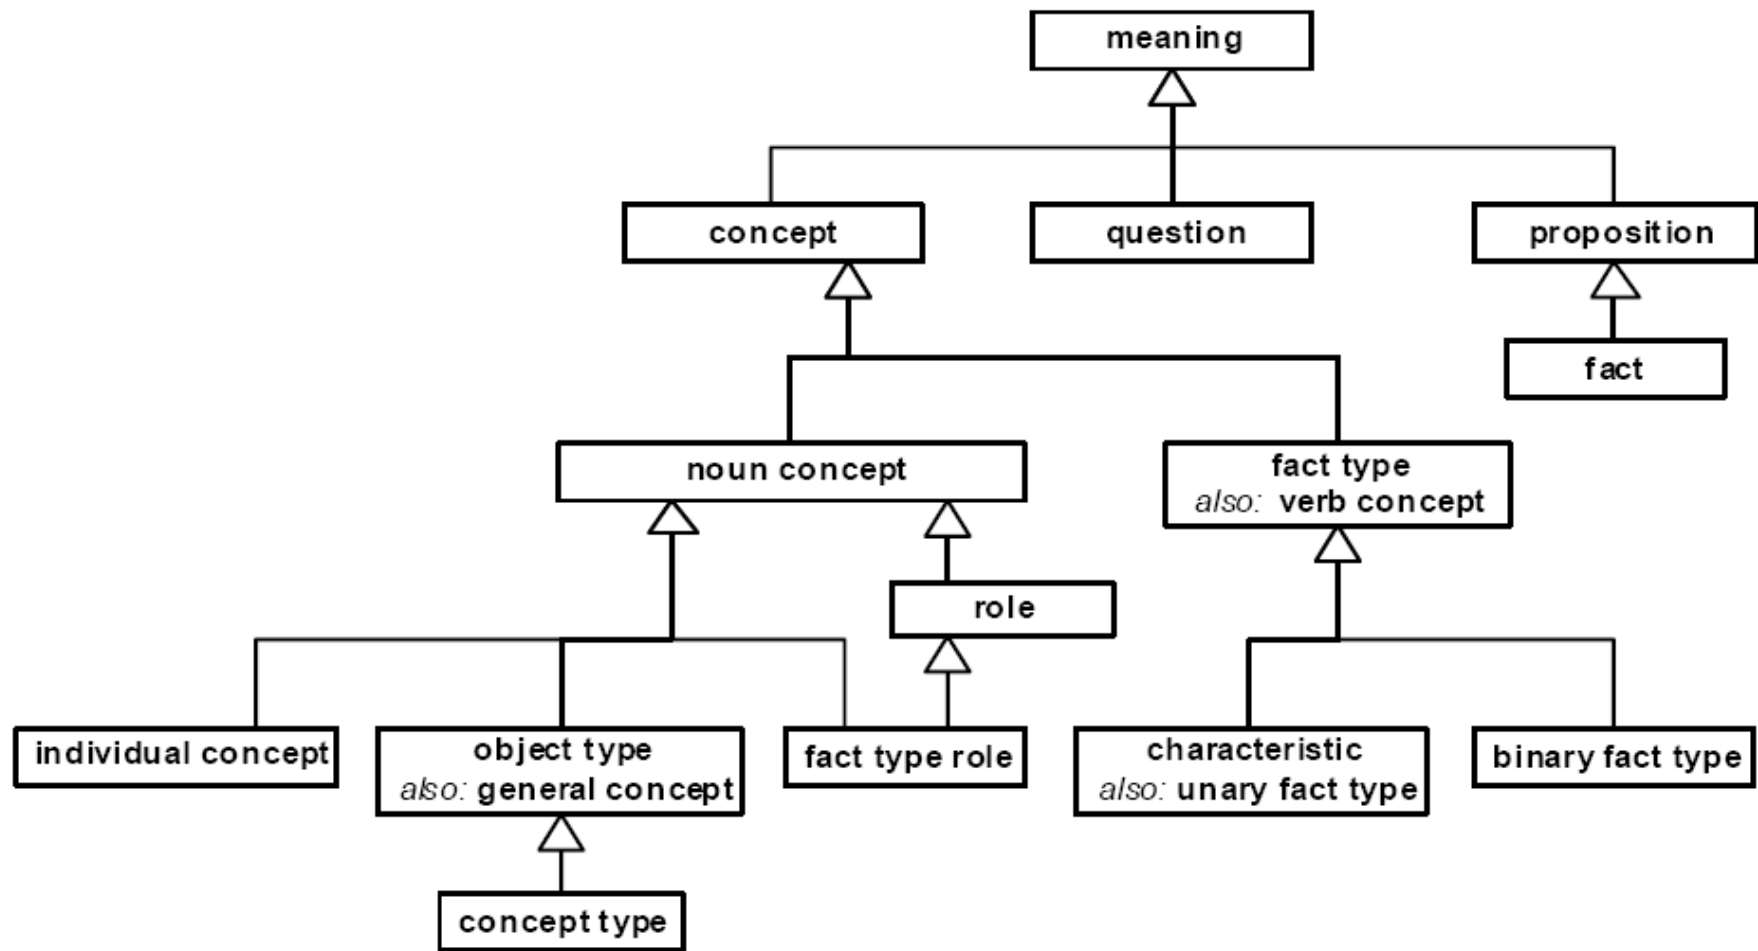 meaning
concept
question
proposition
fact
noun concept
fact type
also: verb concept
role
individual concept
object type
also: general concept
fact type role
characteristic
also: unary fact type
binary fact type
concept type